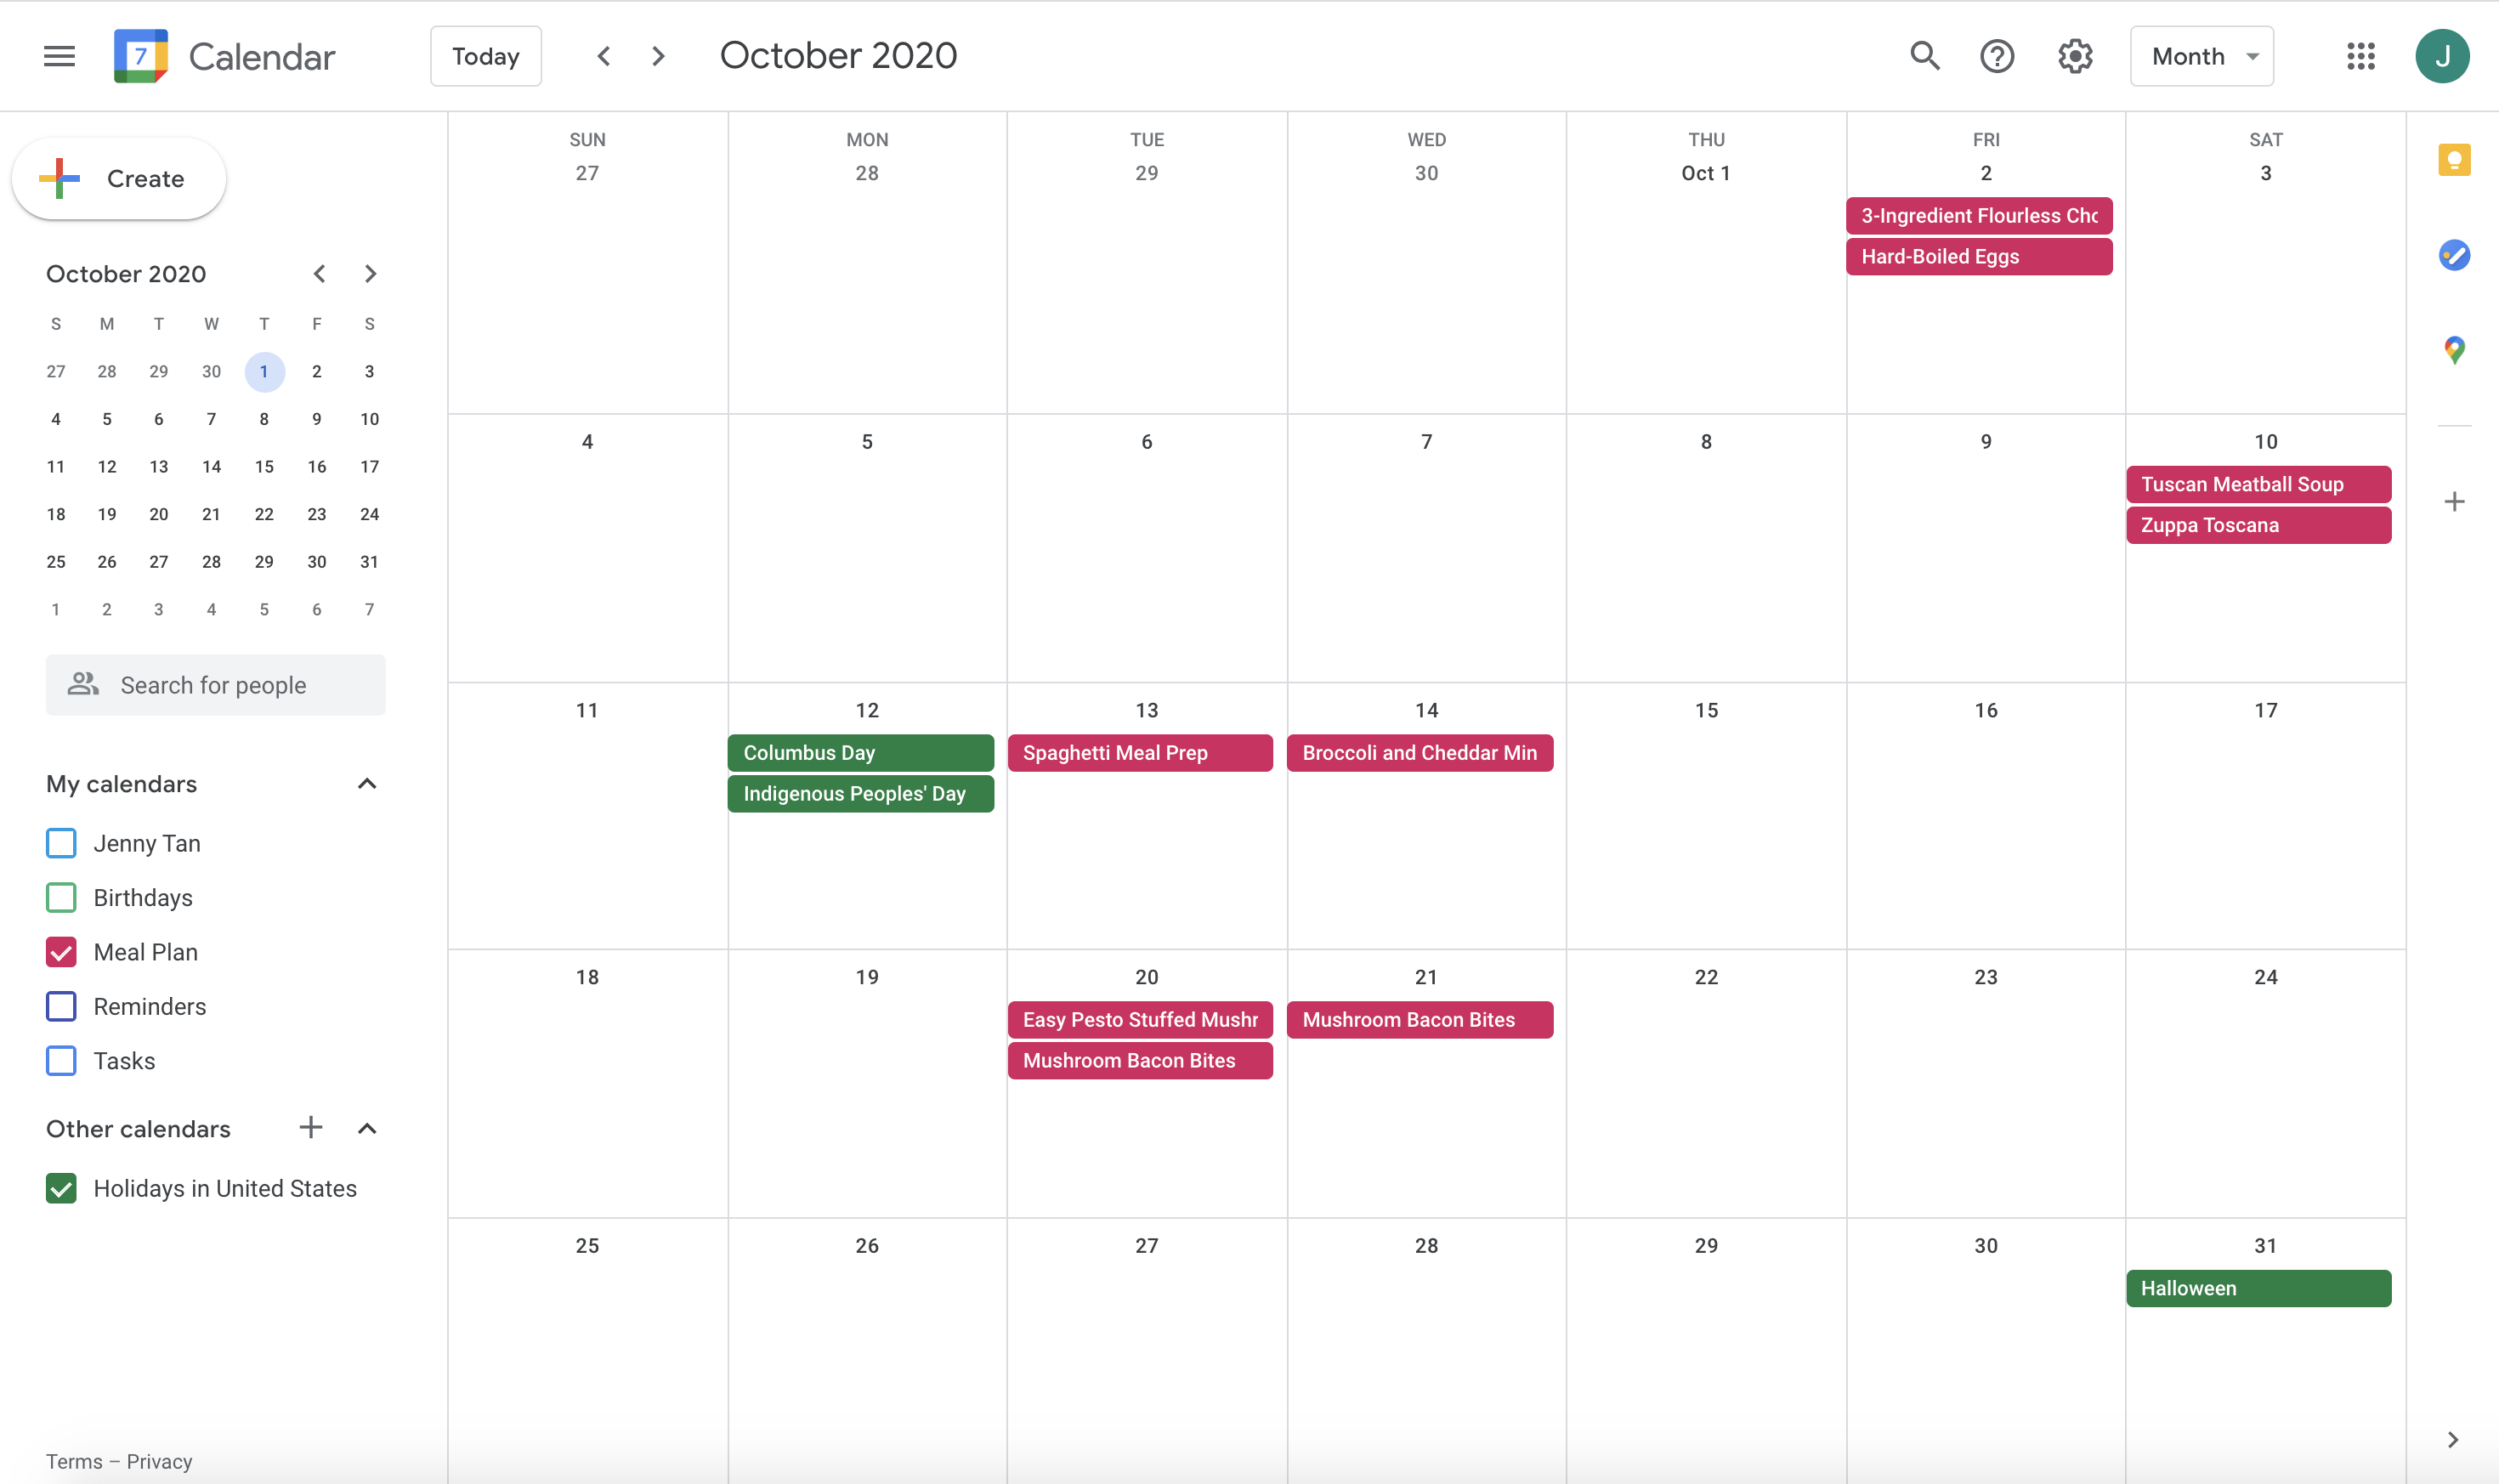 7 Calendar Today October 2020 Month J
Create
October 2020
S M T W T F S
27 28 29 30 1 2 3
4 5 6 7 8 9 10
11 12 13 14 15 16 17
18 19 20 21 22 23 24
25 26 27 28 29 30 31
1 2 3 4 5 6 7
Search for people
My calendars
Jenny Tan
Birthdays
Meal Plan
Reminders
Tasks
Other calendars
Holidays in United States
Terms – Privacy
SUN MON TUE WED THU FRI SAT
27 28 29 30 Oct 1 2 3
3-Ingredient Flourless Cho
Hard-Boiled Eggs
4 5 6 7 8 9 10
Tuscan Meatball Soup
Zuppa Toscana
11 12 13 14 15 16 17
Columbus Day Spaghetti Meal Prep Broccoli and Cheddar Min
Indigenous Peoples' Day
18 19 20 21 22 23 24
Easy Pesto Stuffed Mushr Mushroom Bacon Bites
Mushroom Bacon Bites
25 26 27 28 29 30 31
Halloween